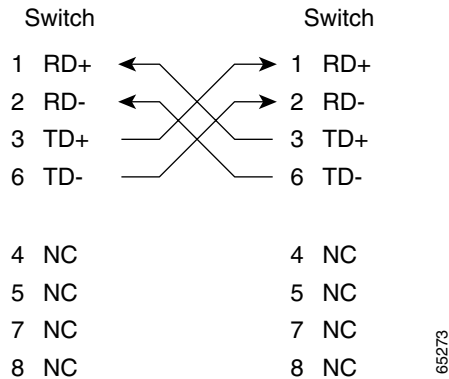 Switch Switch
1 RD+ 1 RD+
2 RD- 2 RD-
3 TD+ 3 TD+
6 TD- 6 TD-
4 NC 4 NC
5 NC 5 NC
7 NC 7 NC
8 NC 8 NC
65273